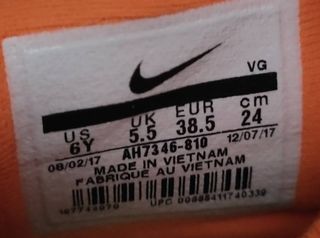 VG
US UK EUR cm
6Y 5.5 38.5 24
08/02/17 AH7346-810 12/07/17
MADE IN VIETNAM
FABRIQUE AU VIETNAM
UPC